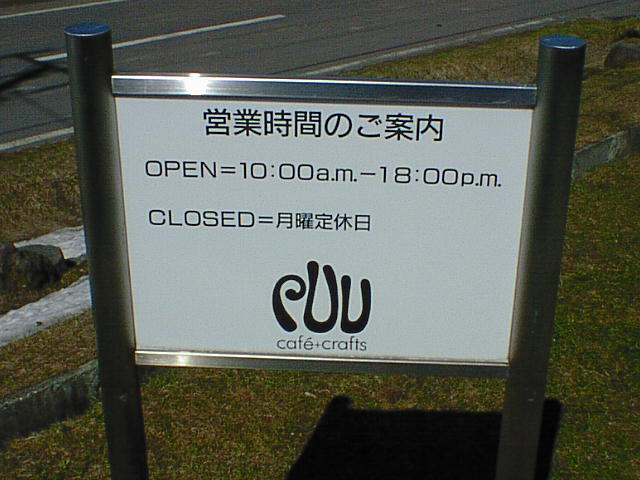 営業時間のご案内
OPEN=10:00a.m.-18:00p.m.
CLOSED=月曜定休日
PUU
café+crafts